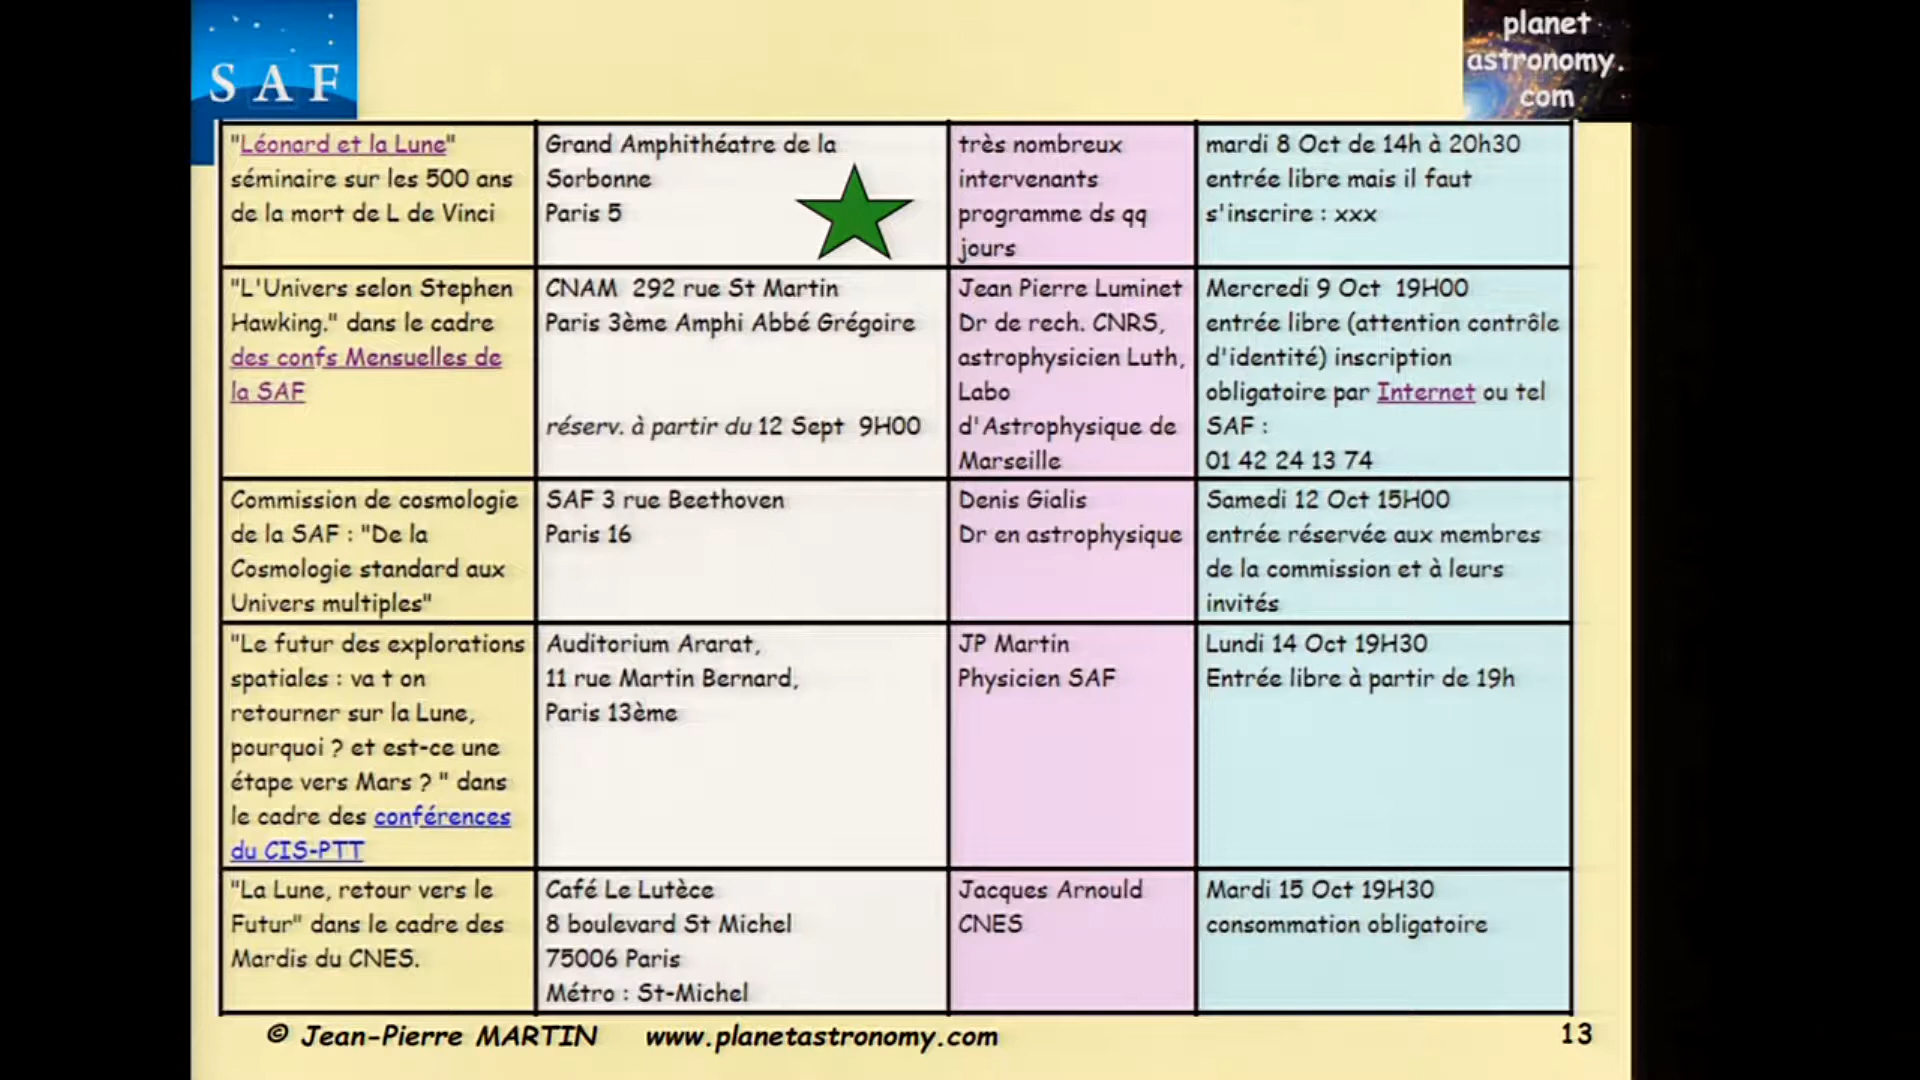 S A F
planet
astronomy.
com
"Léonard et la Lune"
séminaire sur les 500 ans
de la mort de L de Vinci
Grand Amphithéatre de la
Sorbonne
Paris 5
très nombreux
intervenants
programme ds qq
jours
mardi 8 Oct de 14h à 20h30
entrée libre mais il faut
s'inscrire : xxx
"L'Univers selon Stephen
Hawking." dans le cadre
des confs Mensuelles de
la SAF
CNAM 292 rue St Martin
Paris 3ème Amphi Abbé Grégoire
réserv. à partir du 12 Sept 9H00
Jean Pierre Luminet
Dr de rech. CNRS,
astrophysicien Luth,
Labo
d'Astrophysique de
Marseille
Mercredi 9 Oct 19H00
entrée libre (attention contrôle
d'identité) inscription
obligatoire par Internet ou tel
SAF :
01 42 24 13 74
Commission de cosmologie
de la SAF : "De la
Cosmologie standard aux
Univers multiples"
SAF 3 rue Beethoven
Paris 16
Denis Gialis
Dr en astrophysique
Samedi 12 Oct 15H00
entrée réservée aux membres
de la commission et à leurs
invités
"Le futur des explorations
spatiales : va t on
retourner sur la Lune,
pourquoi ? et est-ce une
étape vers Mars ? " dans
le cadre des conférences
du CIS-PTT
Auditorium Ararat,
11 rue Martin Bernard,
Paris 13ème
JP Martin
Physicien SAF
Lundi 14 Oct 19H30
Entrée libre à partir de 19h
"La Lune, retour vers le
Futur" dans le cadre des
Mardis du CNES.
Café Le Lutèce
8 boulevard St Michel
75006 Paris
Métro : St-Michel
Jacques Arnould
CNES
Mardi 15 Oct 19H30
consommation obligatoire
© Jean-Pierre MARTIN www.planetastronomy.com
13